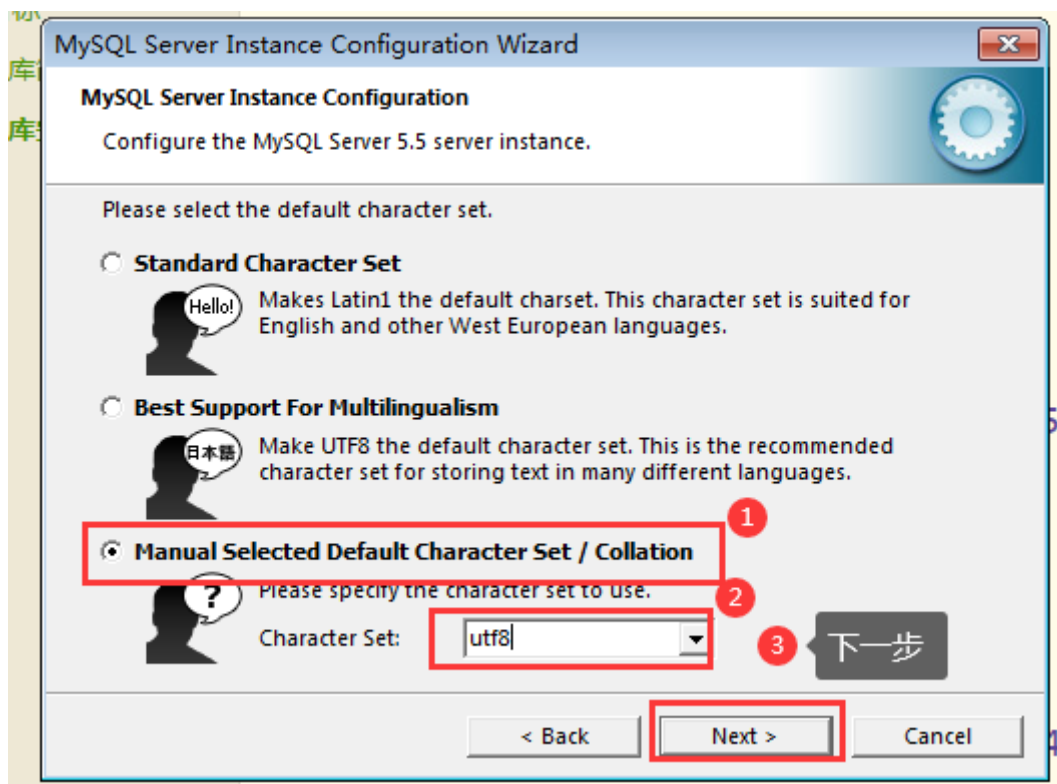 MySQL Server Instance Configuration Wizard
库
MySQL Server Instance Configuration
库
Configure the MySQL Server 5.5 server instance.
Please select the default character set.
Standard Character Set
Hello!
Makes Latin1 the default charset. This character set is suited for
English and other West European languages.
Best Support For Multilingualism
日本語
Make UTF8 the default character set. This is the recommended
character set for storing text in many different languages.
1
Manual Selected Default Character Set / Collation
?
Please specify the character set to use.
2
Character Set:
utf8
3
下一步
< Back
Next >
Cancel